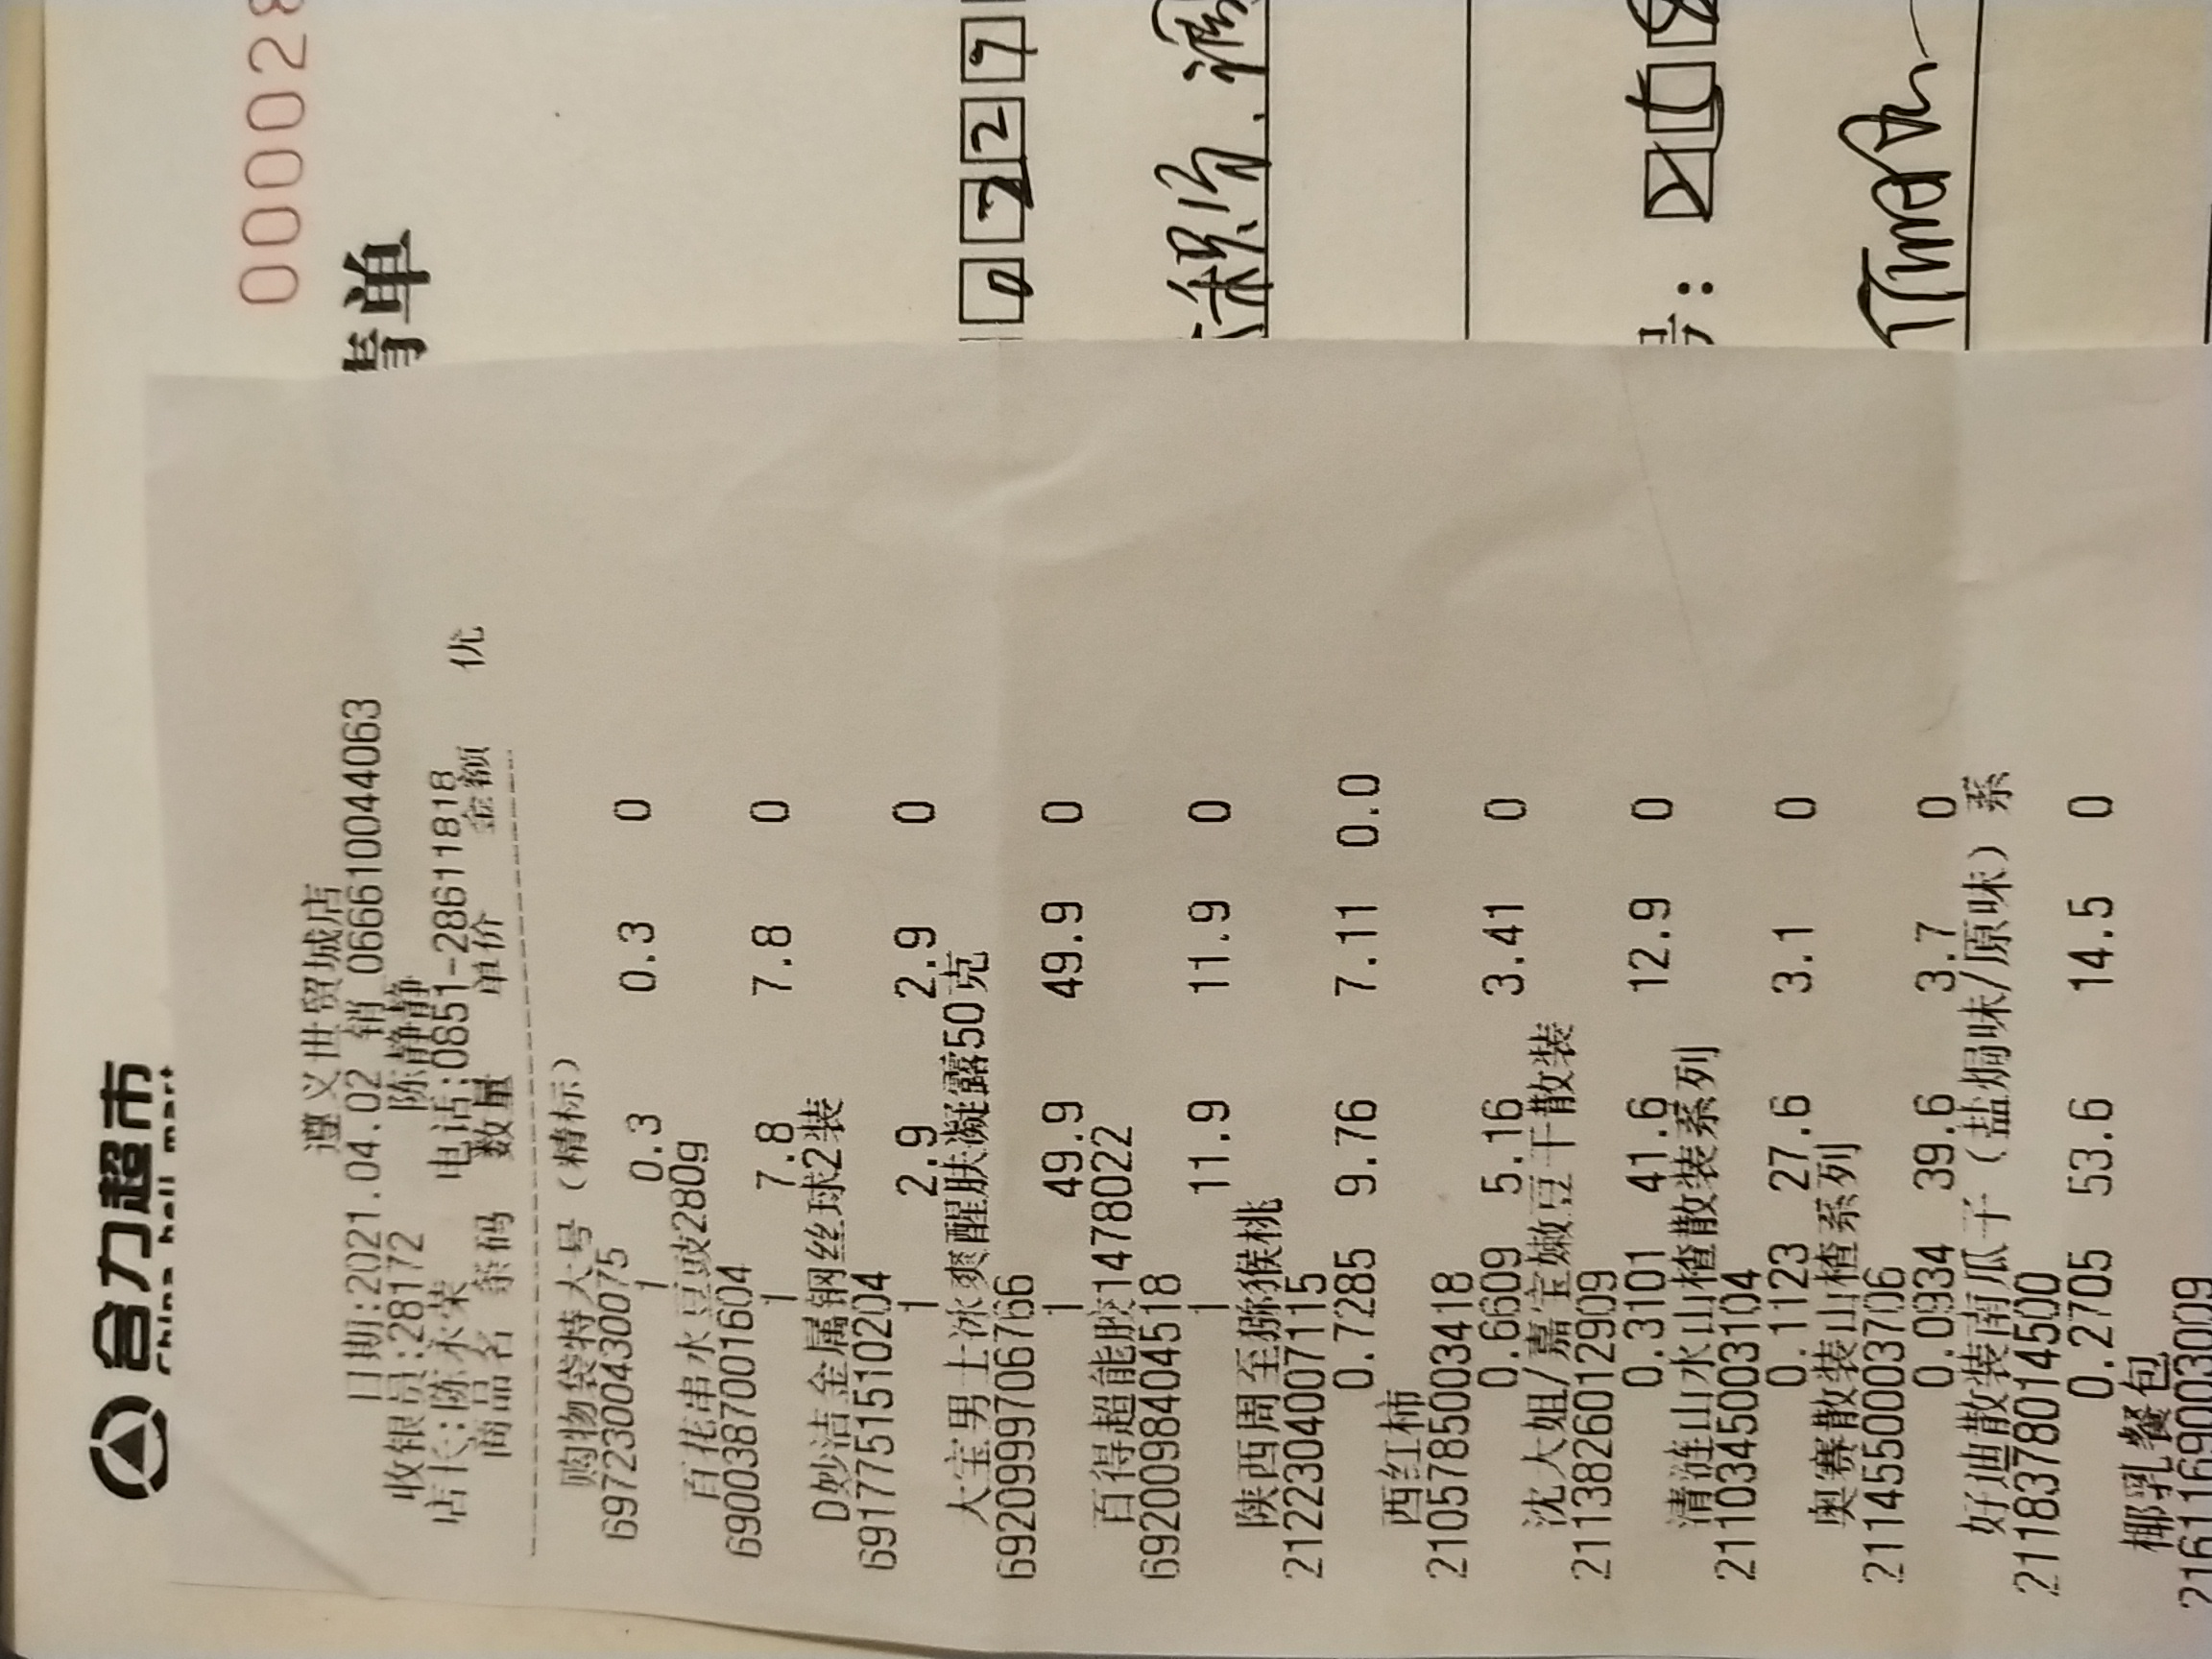 合力超市
遵义世贸城店
日期:2021.04.02 销 066610044063
收银员:28172 陈静静
店长:陈永荣 电话:0851-28611818
商品名 条码 数量 单价 金额 优
购物袋特大号（精标）
69723004300075
1 0.3 0.3 0
百花串水豆豉280g
6900387001604
1 7.8 7.8 0
D妙洁金属钢丝球2装
6917751510204
1 2.9 2.9 0
大宝男士冰爽醒肤凝露50克
6920999706766
1 49.9 49.9 0
百得超能胶14780022
6920098404518
1 11.9 11.9 0
陕西周至猕猴桃
2122304007115
0.7285 9.76 7.11 0.0
西红柿
2105785003418
0.6609 5.16 3.41 0
沈大姐/嘉宝嫩豆干散装
2113826012909
0.3101 41.6 12.9 0
清涟山水山楂散装系列
2110345003104
0.1123 27.6 3.1 0
奥赛散装山楂系列
2114550003706
0.0934 39.6 3.7 0
好迪散装南瓜子（盐焗味/原味）系
2118378014500
0.2705 53.6 14.5 0
椰乳餐包
2161169003009
00002
单
号：